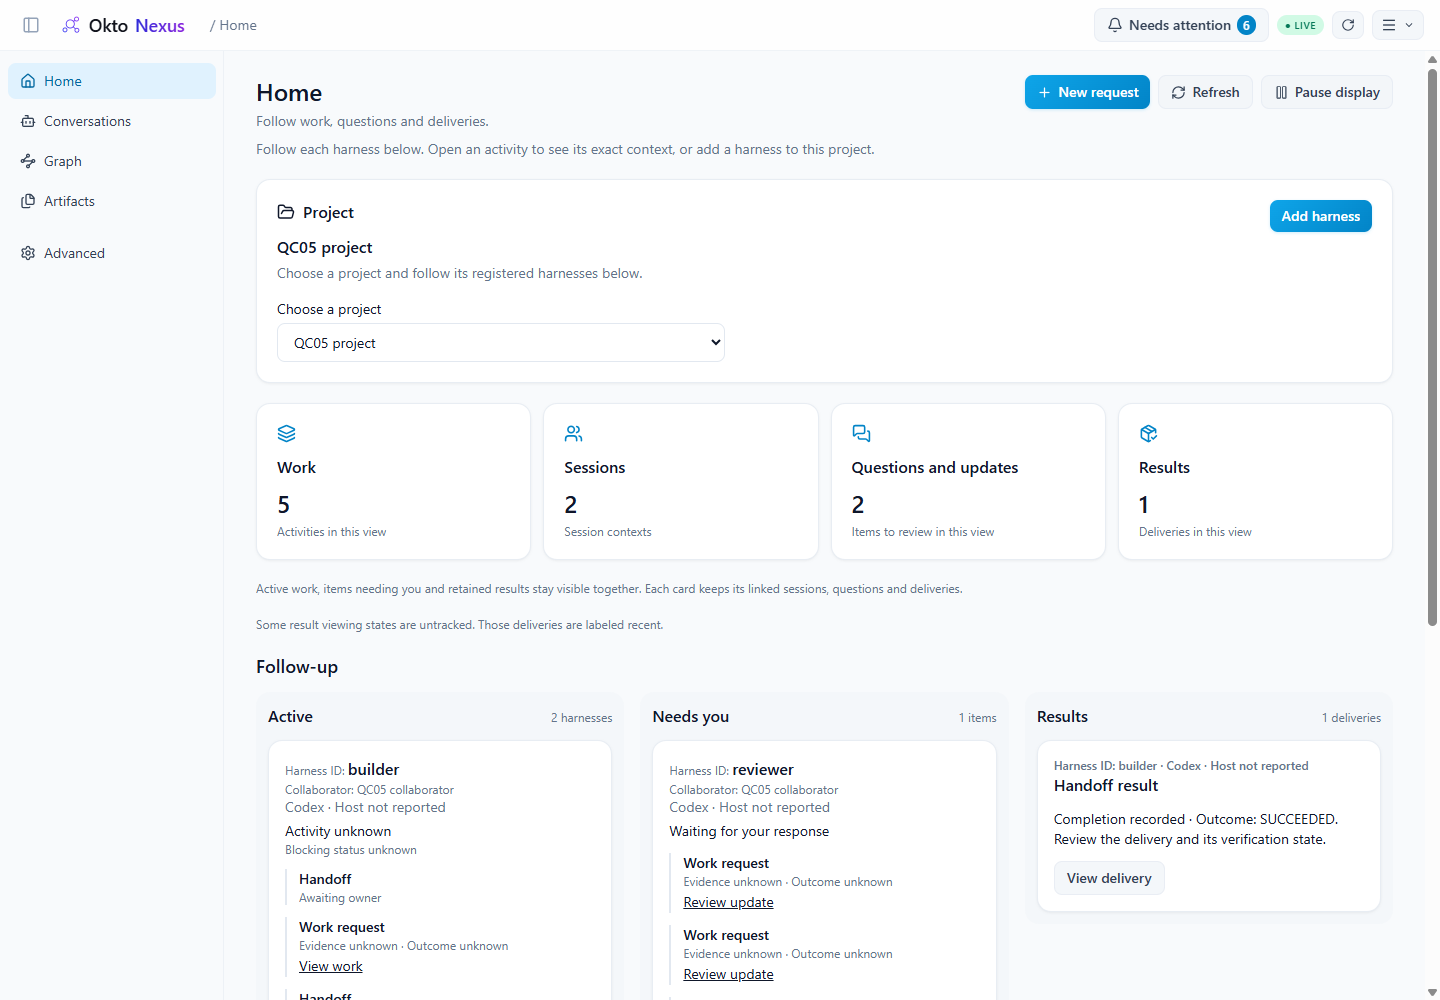 Okto Nexus
/ Home
Needs attention 6
● LIVE
Home
Conversations
Graph
Artifacts
Advanced
Home
Follow work, questions and deliveries.
Follow each harness below. Open an activity to see its exact context, or add a harness to this project.
+ New request
Refresh
Pause display
Project
Add harness
QC05 project
Choose a project and follow its registered harnesses below.
Choose a project
QC05 project
Work
5
Activities in this view
Sessions
2
Session contexts
Questions and updates
2
Items to review in this view
Results
1
Deliveries in this view
Active work, items needing you and retained results stay visible together. Each card keeps its linked sessions, questions and deliveries.
Some result viewing states are untracked. Those deliveries are labeled recent.
Follow-up
Active
2 harnesses
Harness ID: builder
Collaborator: QC05 collaborator
Codex · Host not reported
Activity unknown
Blocking status unknown
Handoff
Awaiting owner
Work request
Evidence unknown · Outcome unknown
View work
Handoff
Needs you
1 items
Harness ID: reviewer
Collaborator: QC05 collaborator
Codex · Host not reported
Waiting for your response
Work request
Evidence unknown · Outcome unknown
Review update
Work request
Evidence unknown · Outcome unknown
Review update
Results
1 deliveries
Harness ID: builder · Codex · Host not reported
Handoff result
Completion recorded · Outcome: SUCCEEDED.
Review the delivery and its verification state.
View delivery